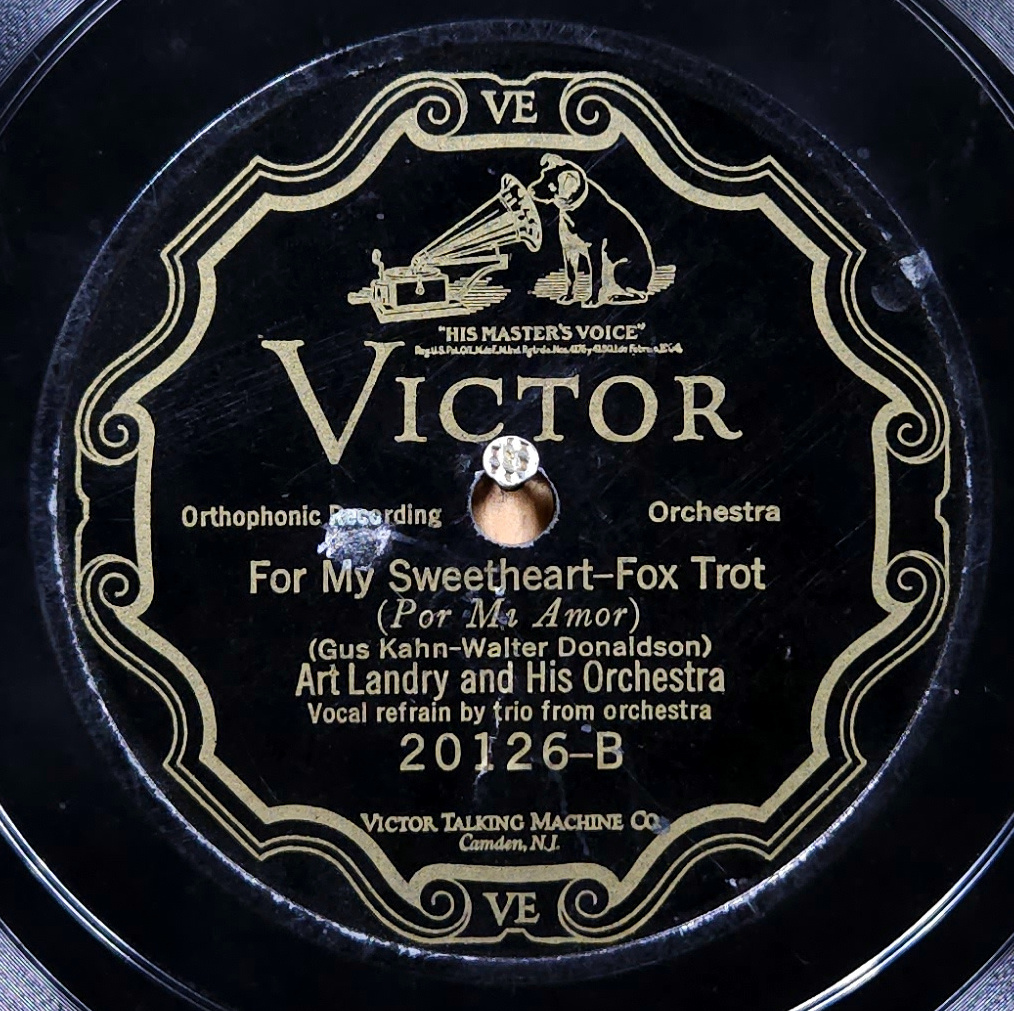 VE
"HIS MASTER'S VOICE"
VICTOR
Orthophonic Recording
Orchestra
For My Sweetheart–Fox Trot
(Por Mi Amor)
(Gus Kahn–Walter Donaldson)
Art Landry and His Orchestra
Vocal refrain by trio from orchestra
20126–B
VICTOR TALKING MACHINE CO.
Camden, N.J.
VE